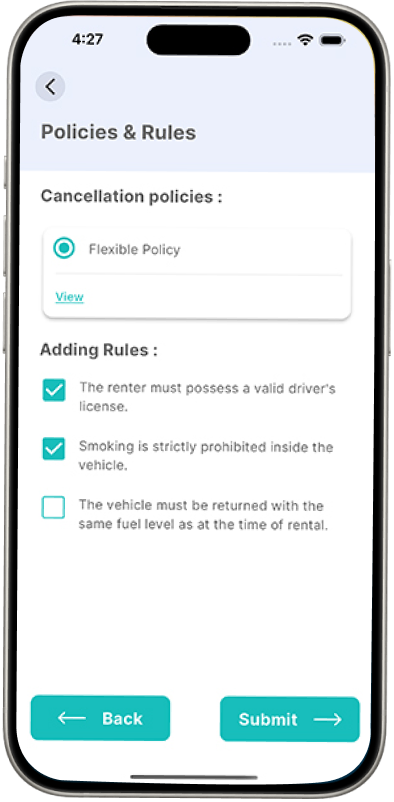 4:27
Policies & Rules
Cancellation policies :
Flexible Policy
View
Adding Rules :
The renter must possess a valid driver's
license.
Smoking is strictly prohibited inside the
vehicle.
The vehicle must be returned with the
same fuel level as at the time of rental.
Back
Submit